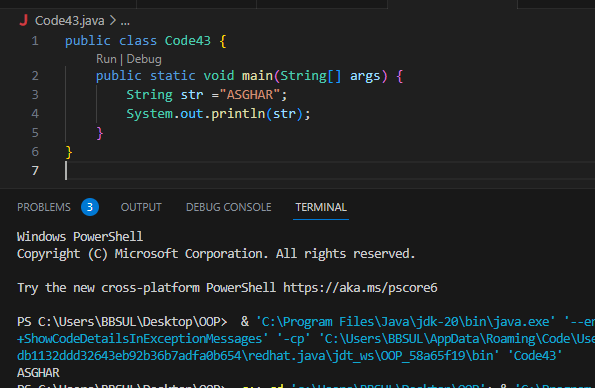 J Code43.java > ...
1 public class Code43 {
Run | Debug
2 public static void main(String[] args) {
3 String str ="ASGHAR";
4 System.out.println(str);
5 }
6 }
7
PROBLEMS 3 OUTPUT DEBUG CONSOLE TERMINAL
Windows PowerShell
Copyright (C) Microsoft Corporation. All rights reserved.
Try the new cross-platform PowerShell https://aka.ms/pscore6
PS C:\Users\BBSUL\Desktop\OOP> & 'C:\Program Files\Java\jdk-20\bin\java.exe' '--en
+ShowCodeDetailsInExceptionMessages' '-cp' 'C:\Users\BBSUL\AppData\Roaming\Code\Use
db1132ddd32643eb92b36b7adfa0b654\redhat.java\jdt_ws\OOP_58a65f19\bin' 'Code43'
ASGHAR